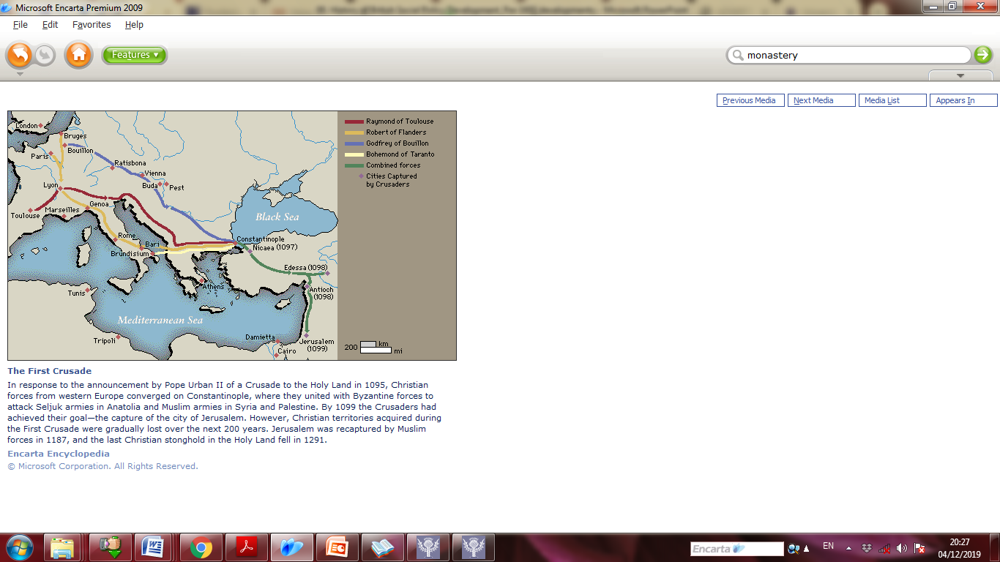 Microsoft Encarta Premium 2009
File Edit Favorites Help
Features
monastery
Previous Media Next Media Media List Appears In
London
Bruges
Bouillon
Paris
Ratisbona
Vienna
Buda
Pest
Lyon
Genoa
Toulouse
Marseilles
Black Sea
Rome
Bari
Constantinople
Nicaea (1097)
Brundisium
Edessa (1098)
Athens
Antioch
(1098)
Tunis
Mediterranean Sea
Tripoli
Damietta
Jerusalem
(1099)
Cairo
Raymond of Toulouse
Robert of Flanders
Godfrey of Bouillon
Bohemond of Taranto
Combined forces
Cities Captured
by Crusaders
200 km
mi
The First Crusade
In response to the announcement by Pope Urban II of a Crusade to the Holy Land in 1095, Christian
forces from western Europe converged on Constantinople, where they united with Byzantine forces to
attack Seljuk armies in Anatolia and Muslim armies in Syria and Palestine. By 1099 the Crusaders had
achieved their goal—the capture of the city of Jerusalem. However, Christian territories acquired during
the First Crusade were gradually lost over the next 200 years. Jerusalem was recaptured by Muslim
forces in 1187, and the last Christian stonghold in the Holy Land fell in 1291.
Encarta Encyclopedia
© Microsoft Corporation. All Rights Reserved.
Encarta
EN
20:27
04/12/2019